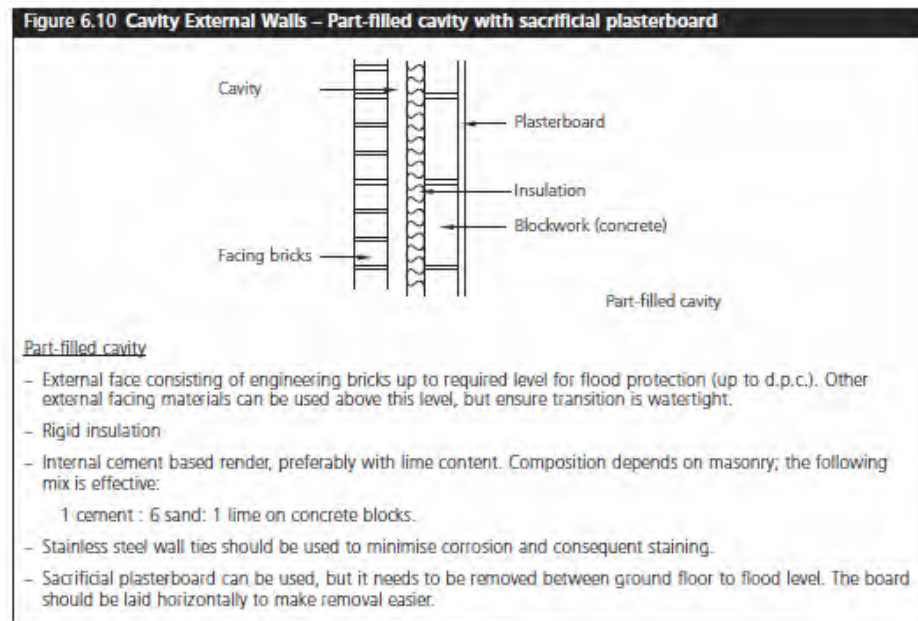 Figure 6.10 Cavity External Walls – Part-filled cavity with sacrificial plasterboard
Cavity
Plasterboard
Insulation
Blockwork (concrete)
Facing bricks
Part-filled cavity
Part-filled cavity
– External face consisting of engineering bricks up to required level for flood protection (up to d.p.c.). Other
external facing materials can be used above this level, but ensure transition is watertight.
– Rigid insulation
– Internal cement based render, preferably with lime content. Composition depends on masonry; the following
mix is effective:
1 cement : 6 sand: 1 lime on concrete blocks.
– Stainless steel wall ties should be used to minimise corrosion and consequent staining.
– Sacrificial plasterboard can be used, but it needs to be removed between ground floor to flood level. The board
should be laid horizontally to make removal easier.